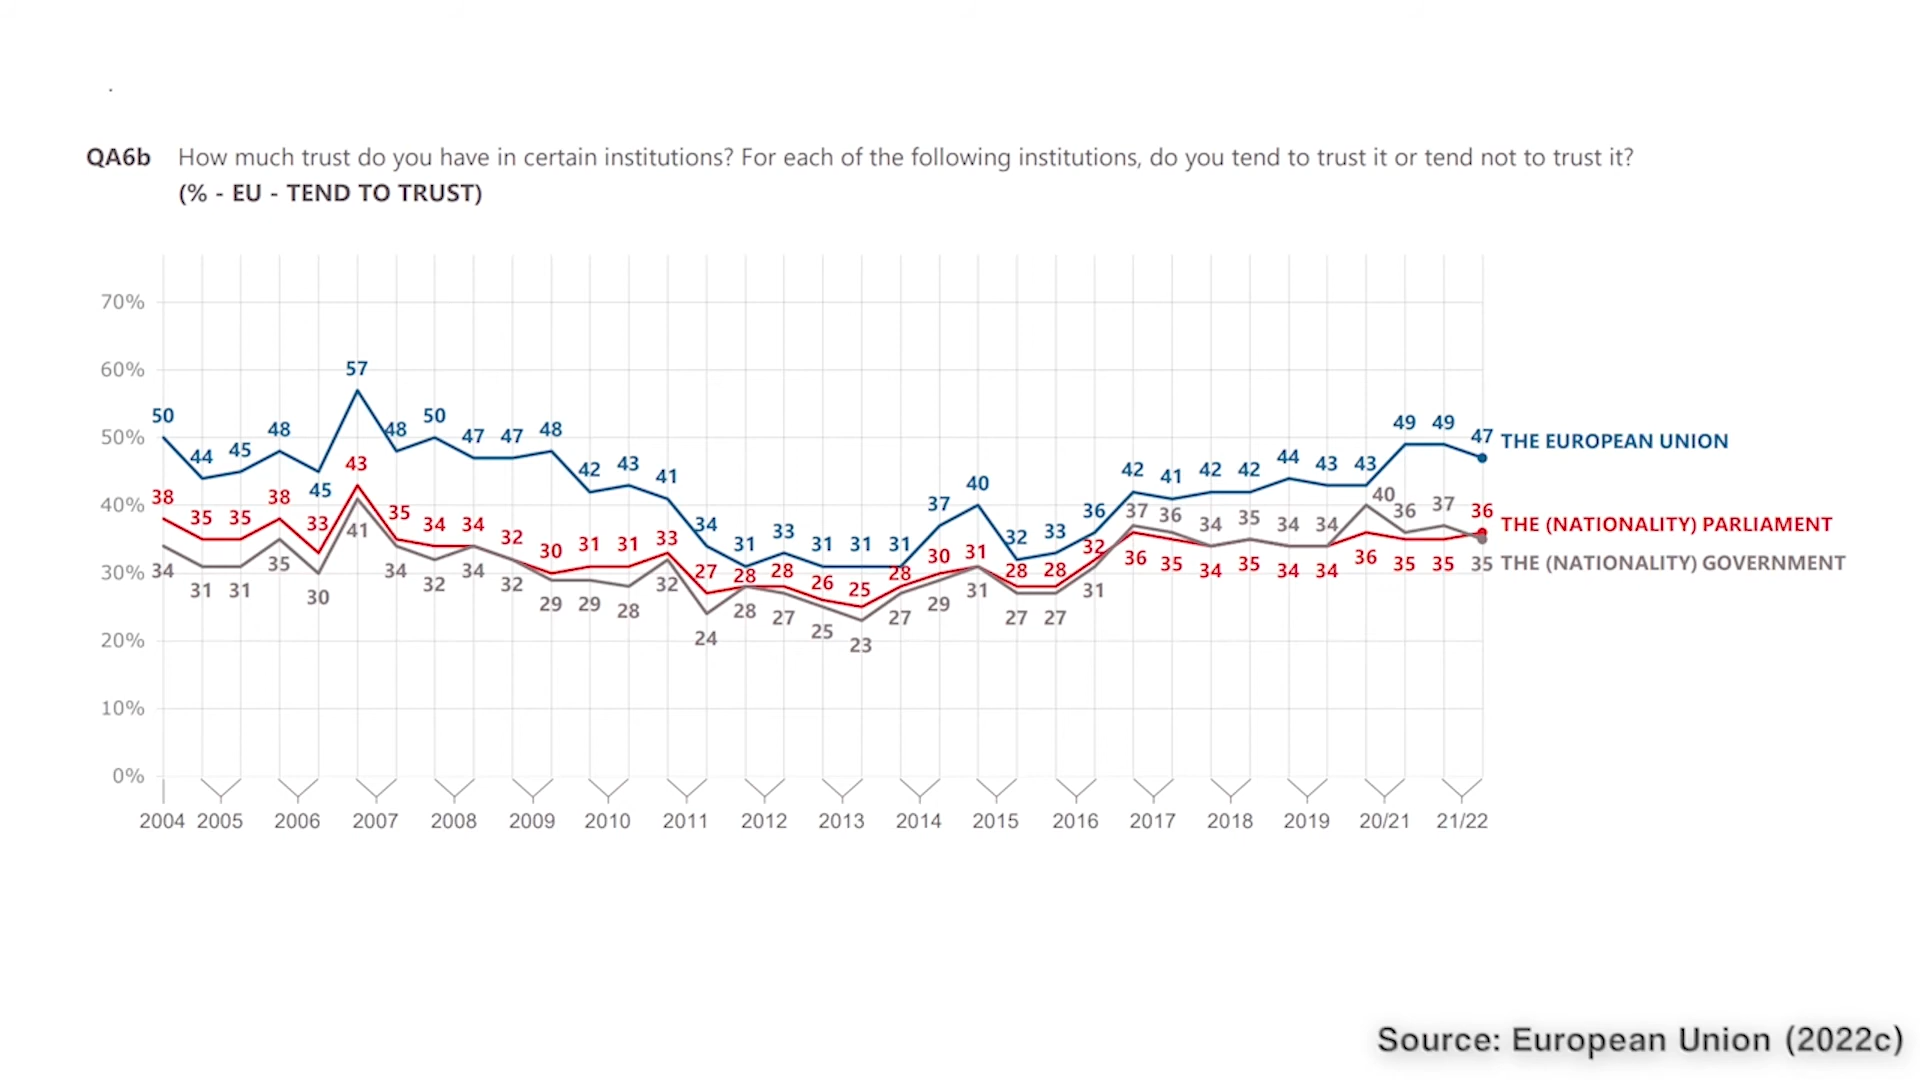 QA6b How much trust do you have in certain institutions? For each of the following institutions, do you tend to trust it or tend not to trust it?
(% - EU - TEND TO TRUST)
70%
60%
50%
40%
30%
20%
10%
0%
50 44 45 48 45 57 48 50 47 47 48 42 43 41 34 31 33 31 31 31 37 40 32 33 36 42 41 42 42 44 43 43 49 49 47 THE EUROPEAN UNION
38 35 35 38 33 43 35 34 34 32 30 31 31 33 27 28 28 26 25 28 30 31 28 28 32 36 35 34 35 34 34 36 35 35 36 THE (NATIONALITY) PARLIAMENT
34 31 31 35 30 41 34 32 34 32 29 29 28 32 24 28 27 25 23 27 29 31 27 27 31 37 36 34 35 34 34 40 36 37 35 THE (NATIONALITY) GOVERNMENT
2004 2005 2006 2007 2008 2009 2010 2011 2012 2013 2014 2015 2016 2017 2018 2019 20/21 21/22
Source: European Union (2022c)